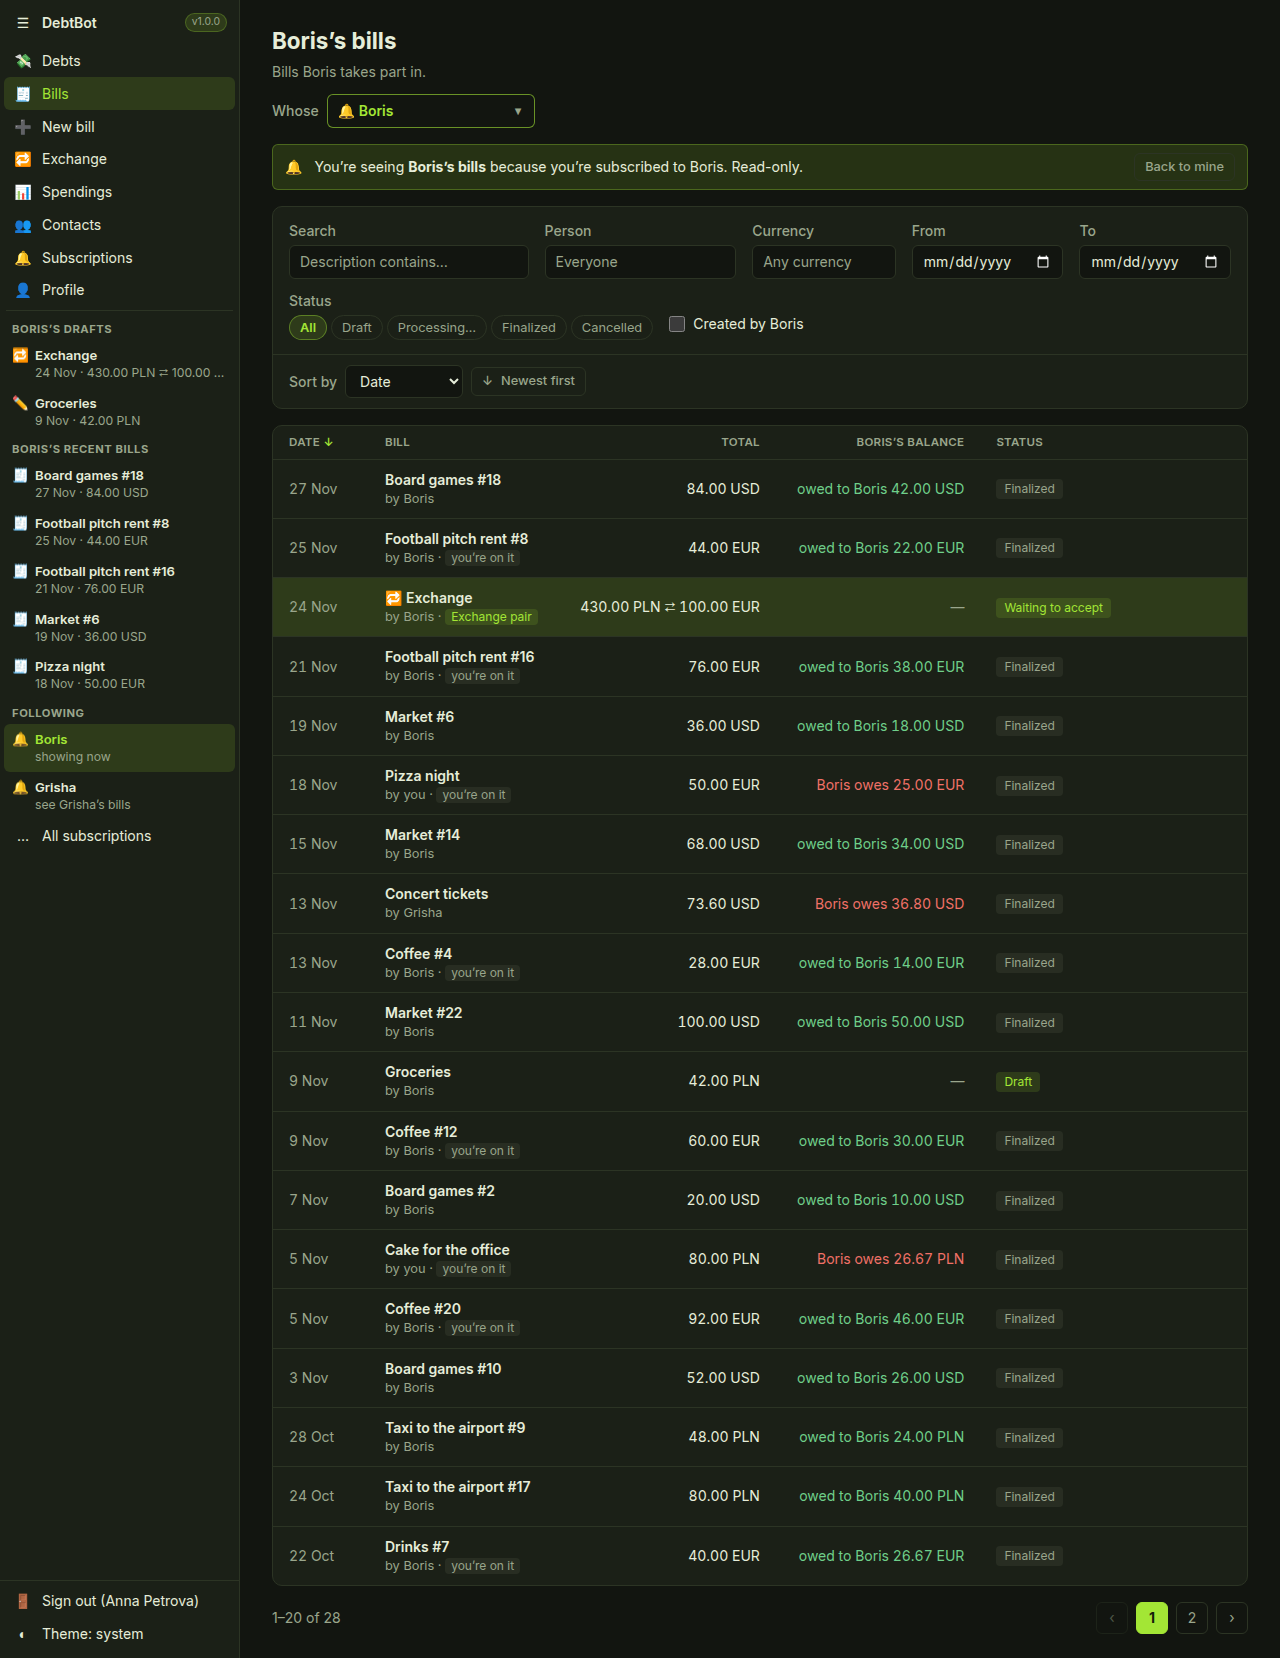 ☰ DebtBot v1.0.0
Debts
Bills
New bill
Exchange
Spendings
Contacts
Subscriptions
Profile
BORIS'S DRAFTS
Exchange
24 Nov · 430.00 PLN ⇄ 100.00 ...
Groceries
9 Nov · 42.00 PLN
BORIS'S RECENT BILLS
Board games #18
27 Nov · 84.00 USD
Football pitch rent #8
25 Nov · 44.00 EUR
Football pitch rent #16
21 Nov · 76.00 EUR
Market #6
19 Nov · 36.00 USD
Pizza night
18 Nov · 50.00 EUR
FOLLOWING
Boris
showing now
Grisha
see Grisha's bills
... All subscriptions
Sign out (Anna Petrova)
Theme: system
Boris's bills
Bills Boris takes part in.
Whose Boris ▼
You're seeing Boris's bills because you're subscribed to Boris. Read-only. Back to mine
Search Person Currency From To
Description contains... Everyone Any currency mm/dd/yyyy mm/dd/yyyy
Status
All Draft Processing... Finalized Cancelled Created by Boris
Sort by Date ↓ Newest first
DATE ↓ BILL TOTAL BORIS'S BALANCE STATUS
27 Nov Board games #18 84.00 USD owed to Boris 42.00 USD Finalized
by Boris
25 Nov Football pitch rent #8 44.00 EUR owed to Boris 22.00 EUR Finalized
by Boris · you're on it
24 Nov Exchange 430.00 PLN ⇄ 100.00 EUR — Waiting to accept
by Boris · Exchange pair
21 Nov Football pitch rent #16 76.00 EUR owed to Boris 38.00 EUR Finalized
by Boris · you're on it
19 Nov Market #6 36.00 USD owed to Boris 18.00 USD Finalized
by Boris
18 Nov Pizza night 50.00 EUR Boris owes 25.00 EUR Finalized
by you · you're on it
15 Nov Market #14 68.00 USD owed to Boris 34.00 USD Finalized
by Boris
13 Nov Concert tickets 73.60 USD Boris owes 36.80 USD Finalized
by Grisha
13 Nov Coffee #4 28.00 EUR owed to Boris 14.00 EUR Finalized
by Boris · you're on it
11 Nov Market #22 100.00 USD owed to Boris 50.00 USD Finalized
by Boris
9 Nov Groceries 42.00 PLN — Draft
by Boris
9 Nov Coffee #12 60.00 EUR owed to Boris 30.00 EUR Finalized
by Boris · you're on it
7 Nov Board games #2 20.00 USD owed to Boris 10.00 USD Finalized
by Boris
5 Nov Cake for the office 80.00 PLN Boris owes 26.67 PLN Finalized
by you · you're on it
5 Nov Coffee #20 92.00 EUR owed to Boris 46.00 EUR Finalized
by Boris · you're on it
3 Nov Board games #10 52.00 USD owed to Boris 26.00 USD Finalized
by Boris
28 Oct Taxi to the airport #9 48.00 PLN owed to Boris 24.00 PLN Finalized
by Boris
24 Oct Taxi to the airport #17 80.00 PLN owed to Boris 40.00 PLN Finalized
by Boris
22 Oct Drinks #7 40.00 EUR owed to Boris 26.67 EUR Finalized
by Boris · you're on it
1–20 of 28 ‹ 1 2 ›